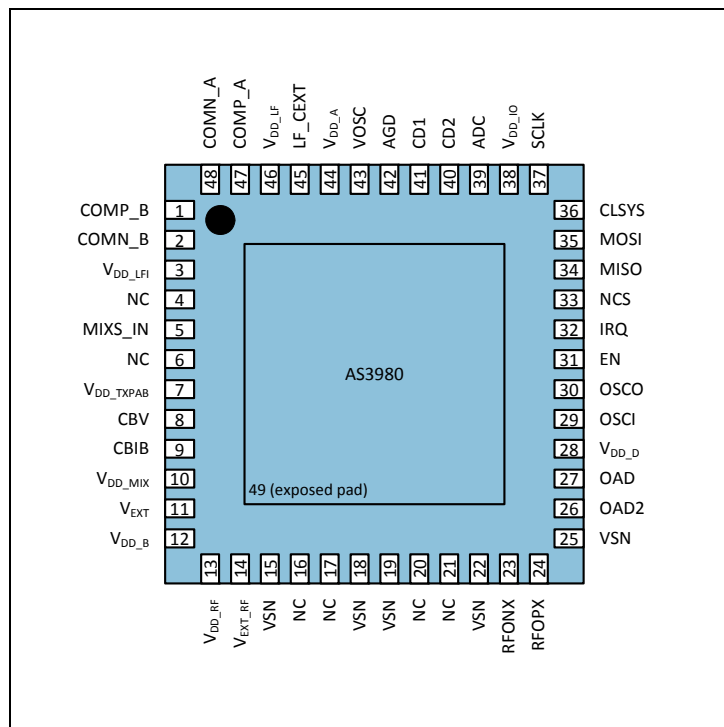 COMN_A COMP_A VDD_LF LF_CEXT VDD_A VOSC AGD CD1 CD2 ADC VDD_IO SCLK
48 47 46 45 44 43 42 41 40 39 38 37
COMP_B 1 36 CLSYS
COMN_B 2 35 MOSI
VDD_LFI 3 34 MISO
NC 4 33 NCS
MIXS_IN 5 32 IRQ
NC 6 31 EN
AS3980
VDD_TXPAB 7 30 OSCO
CBV 8 29 OSCI
CBIB 9 28 VDD_D
VDD_MIX 10 27 OAD
49 (exposed pad)
VEXT 11 26 OAD2
VDD_B 12 25 VSN
13 14 15 16 17 18 19 20 21 22 23 24
VDD_RF VEXT_RF VSN NC NC VSN VSN NC NC VSN RFONX RFOPX